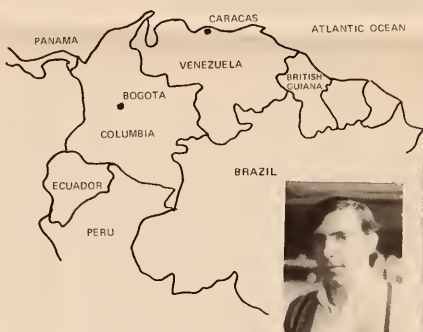 CARACAS
ATLANTIC OCEAN
PANAMA
VENEZUELA
BRITISH
GUIANA
BOGOTA
COLUMBIA
BRAZIL
ECUADOR
PERU